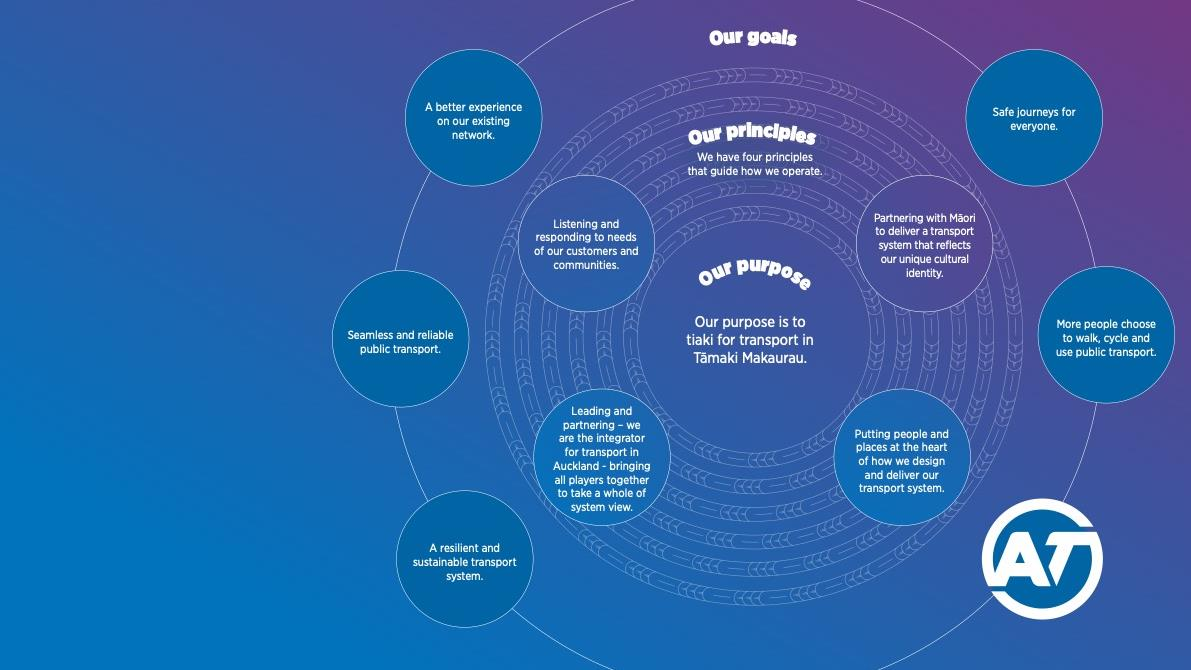 Our goals
A better experience
on our existing
network.
Safe journeys for
everyone.
Our principles
We have four principles
that guide how we operate.
Listening and
responding to needs
of our customers and
communities.
Partnering with Māori
to deliver a transport
system that reflects
our unique cultural
identity.
Our purpose
Our purpose is to
tiaki for transport in
Tāmaki Makaurau.
Seamless and reliable
public transport.
More people choose
to walk, cycle and
use public transport.
Leading and
partnering – we
are the integrator
for transport in
Auckland - bringing
all players together
to take a whole of
system view.
Putting people and
places at the heart
of how we design
and deliver our
transport system.
A resilient and
sustainable transport
system.
AT